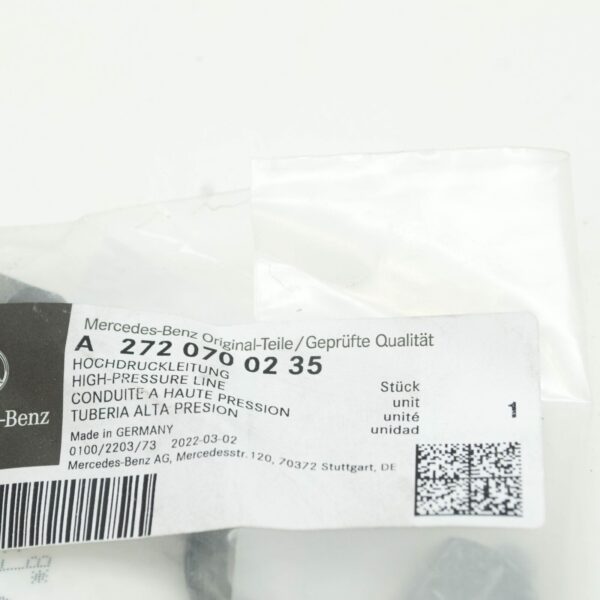 Mercedes-Benz Original-Teile/Geprüfte Qualität
A 272 070 02 35
HOCHDRUCKLEITUNG
HIGH-PRESSURE LINE
CONDUITE A HAUTE PRESSION
TUBERIA ALTA PRESION
Stück
unit
unité
unidad
1
Made in GERMANY
0100/2203/73 2022-03-02
Mercedes-Benz AG, Mercedesstr.120, 70372 Stuttgart, DE
-Benz